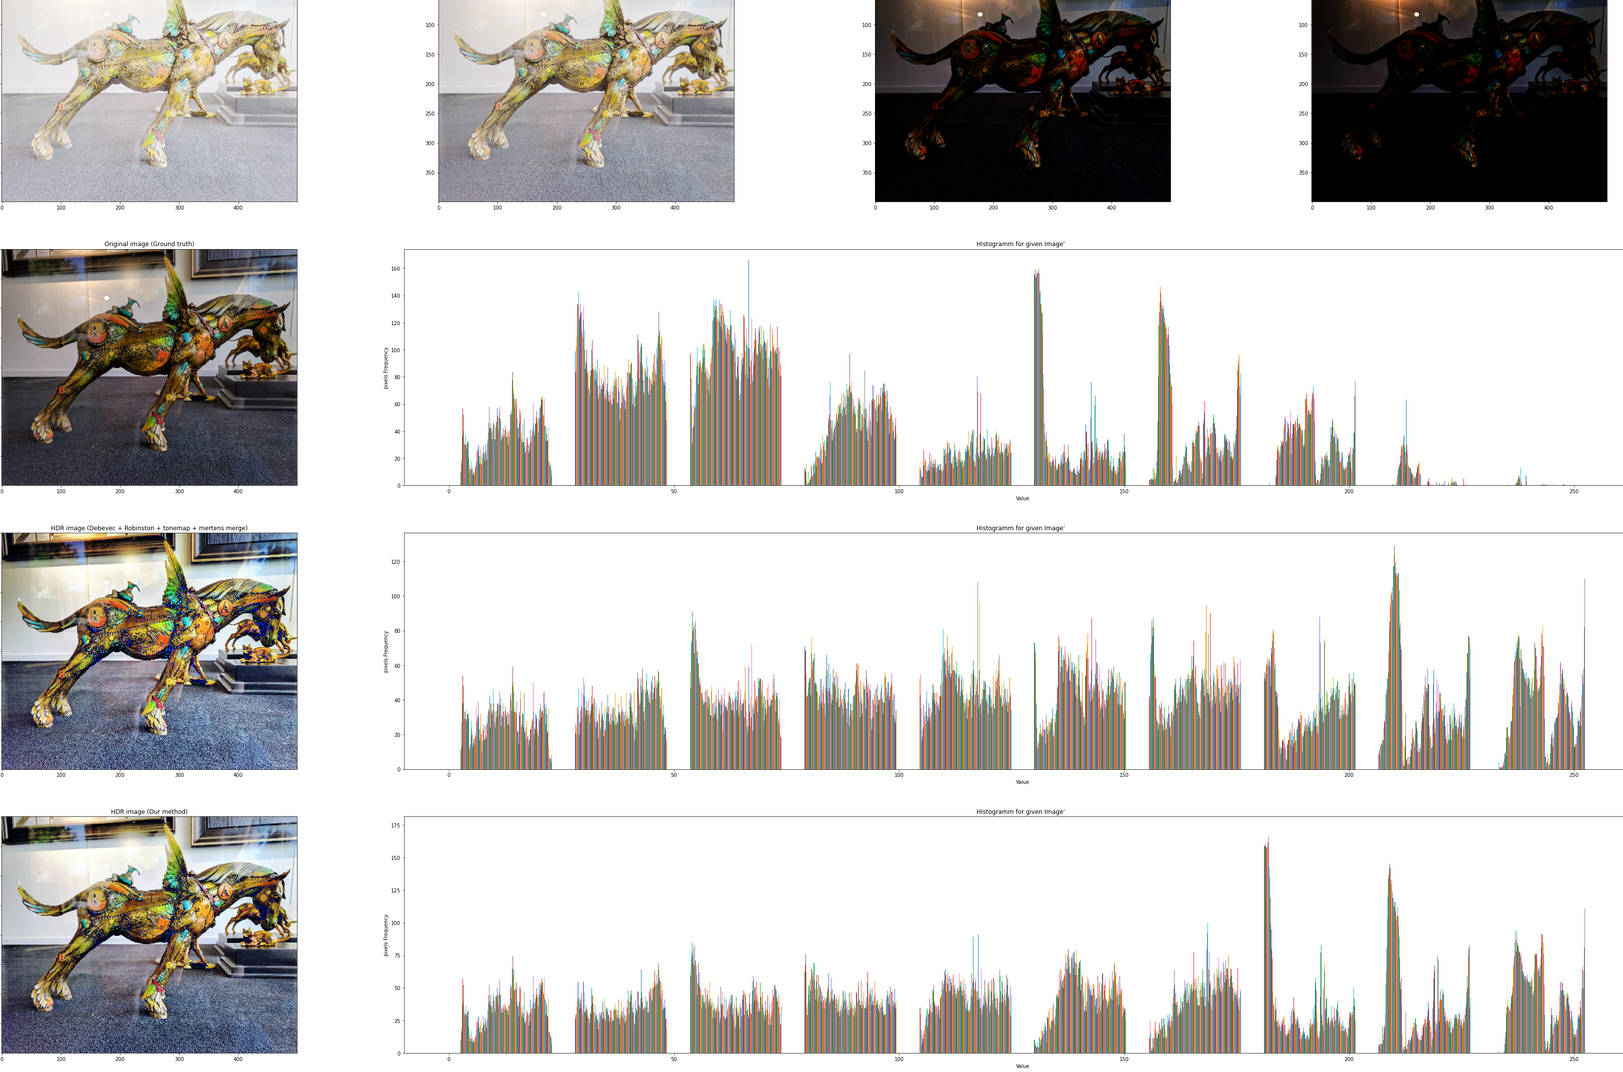 100
150
200
250
300
350
0 100 200 300 400
0 100 200 300 400
100
150
200
250
300
350
0 100 200 300 400
100
150
200
250
300
350
0 100 200 300 400
Original image (Ground truth)
0 100 200 300 400
HIstogramm for given Image'
pixels Frequency
160
140
120
100
80
60
40
20
0
0 50 100 150 200 250
Value
HDR image (Debevec + Robinston + tonemap + mertens merge)
0 100 200 300 400
HIstogramm for given Image'
pixels Frequency
120
100
80
60
40
20
0
0 50 100 150 200 250
Value
HDR image (Our method)
0 100 200 300 400
HIstogramm for given Image'
pixels Frequency
175
150
125
100
75
50
25
0
0 50 100 150 200 250
Value